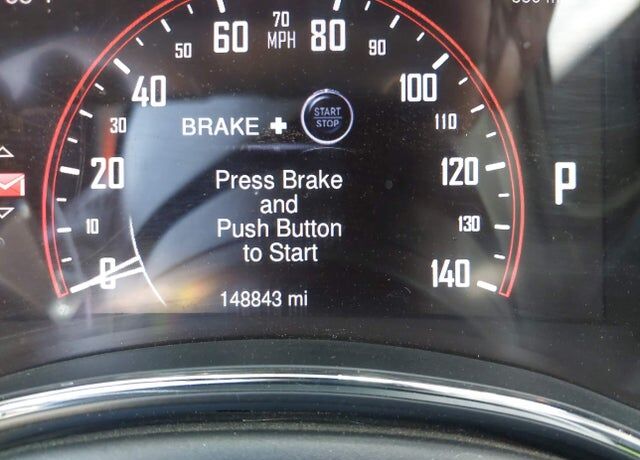 70
60 MPH 80
50 90
40 100
START
STOP
BRAKE +
30 110
20 120
P
Press Brake
and
Push Button
to Start
10 130
0 140
148843 mi